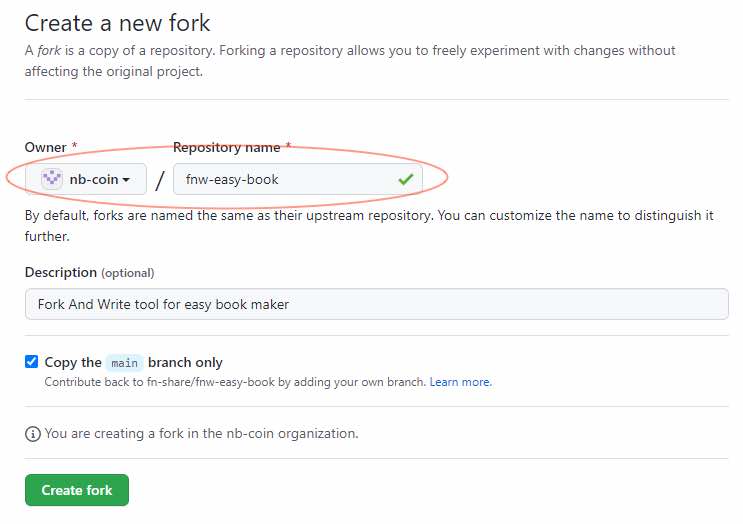 Create a new fork
A fork is a copy of a repository. Forking a repository allows you to freely experiment with changes without
affecting the original project.
Owner * Repository name *
nb-coin / fnw-easy-book
By default, forks are named the same as their upstream repository. You can customize the name to distinguish it
further.
Description (optional)
Fork And Write tool for easy book maker
Copy the main branch only
Contribute back to fn-share/fnw-easy-book by adding your own branch. Learn more.
You are creating a fork in the nb-coin organization.
Create fork